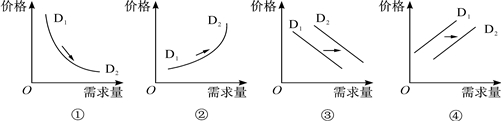 价格 D₁ D₂ O 需求量 ①
价格 D₁ D₂ O 需求量 ②
价格 D₁ D₂ O 需求量 ③
价格 D₁ D₂ O 需求量 ④